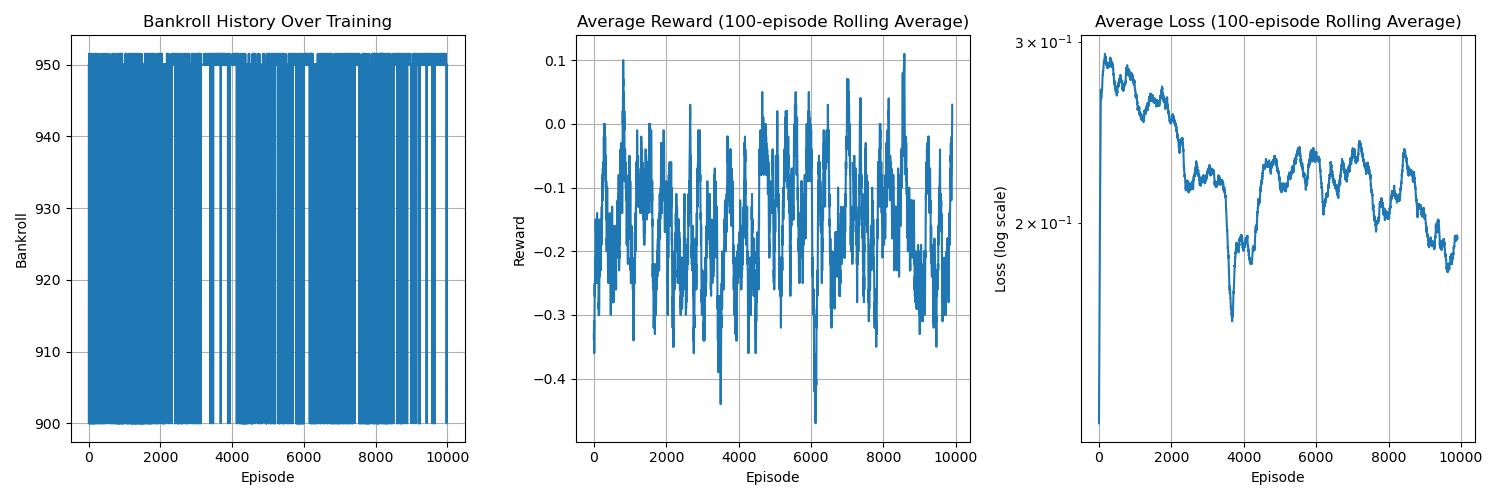 Bankroll History Over Training
950
940
930
920
910
900
Bankroll
0 2000 4000 6000 8000 10000
Episode
Average Reward (100-episode Rolling Average)
0.1
0.0
−0.1
−0.2
−0.3
−0.4
Reward
0 2000 4000 6000 8000 10000
Episode
Average Loss (100-episode Rolling Average)
3 × 10⁻¹
2 × 10⁻¹
Loss (log scale)
0 2000 4000 6000 8000 10000
Episode